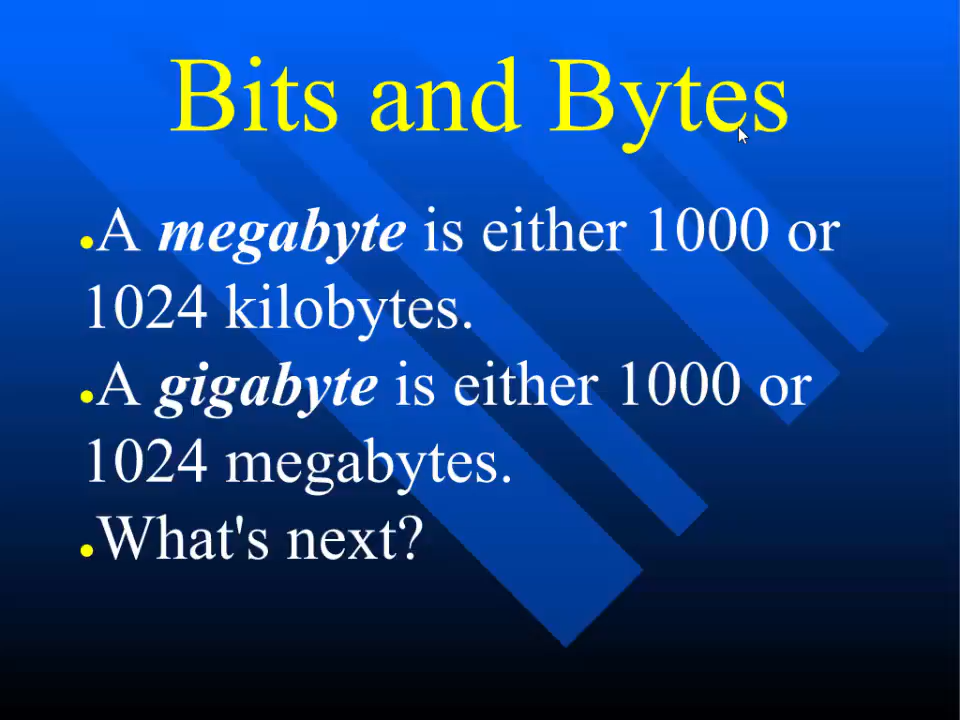 Bits and Bytes
●A megabyte is either 1000 or
1024 kilobytes.
●A gigabyte is either 1000 or
1024 megabytes.
●What's next?